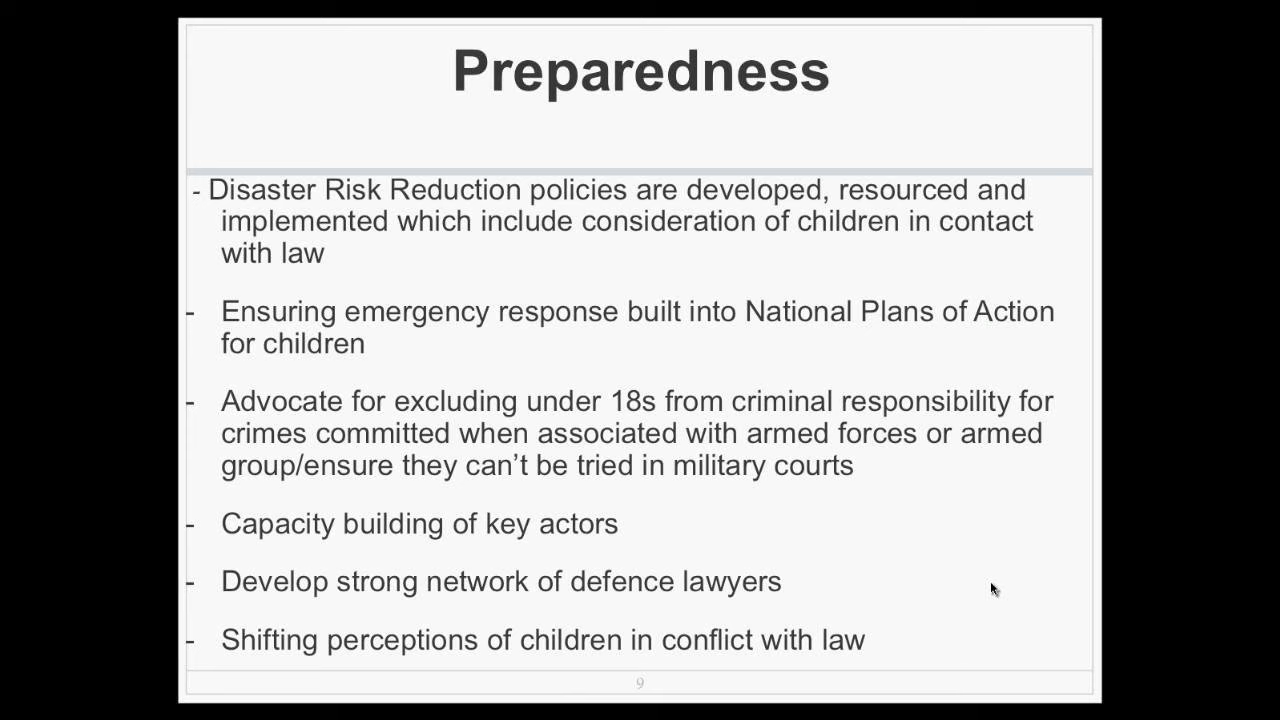 Preparedness
- Disaster Risk Reduction policies are developed, resourced and
implemented which include consideration of children in contact
with law
- Ensuring emergency response built into National Plans of Action
for children
- Advocate for excluding under 18s from criminal responsibility for
crimes committed when associated with armed forces or armed
group/ensure they can’t be tried in military courts
- Capacity building of key actors
- Develop strong network of defence lawyers
- Shifting perceptions of children in conflict with law
9